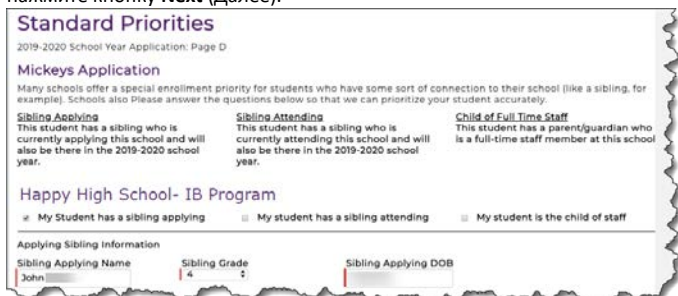 нажмите кнопку Next (Далее).
Standard Priorities
2019-2020 School Year Application: Page D
Mickeys Application
Many schools offer a special enrollment priority for students who have some sort of connection to their school (like a sibling, for
example). Schools also Please answer the questions below so that we can prioritize your student accurately.
Sibling Applying
This student has a sibling who is
currently applying this school and will
also be there in the 2019-2020 school
year.
Sibling Attending
This student has a sibling who is
currently attending this school and will
also be there in the 2019-2020 school
year.
Child of Full Time Staff
This student has a parent/guardian who
is a full-time staff member at this school
Happy High School- IB Program
My Student has a sibling applying
My student has a sibling attending
My student is the child of staff
Applying Sibling Information
Sibling Applying Name
Sibling Grade
Sibling Applying DOB
John
4